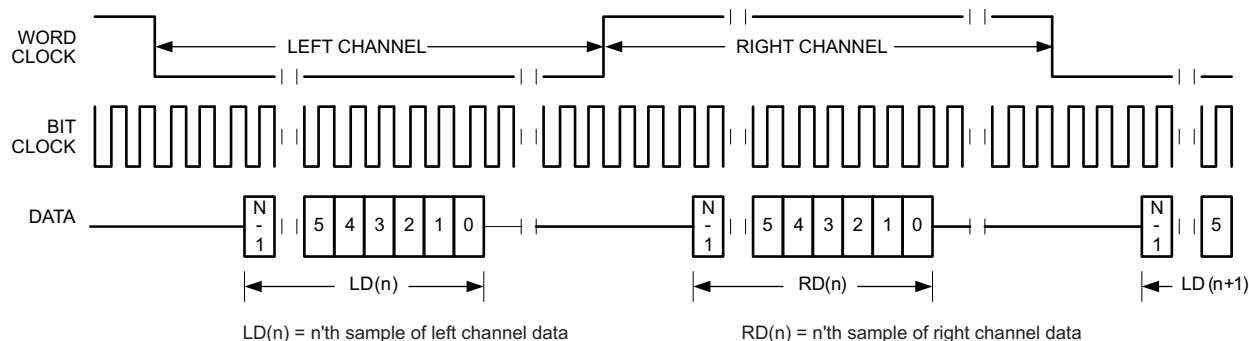 WORD
CLOCK
LEFT CHANNEL
RIGHT CHANNEL
BIT
CLOCK
DATA
N
-
1
5 4 3 2 1 0
N
-
1
5 4 3 2 1 0
N
-
1
5
LD(n)
RD(n)
LD (n+1)
LD(n) = n'th sample of left channel data
RD(n) = n'th sample of right channel data